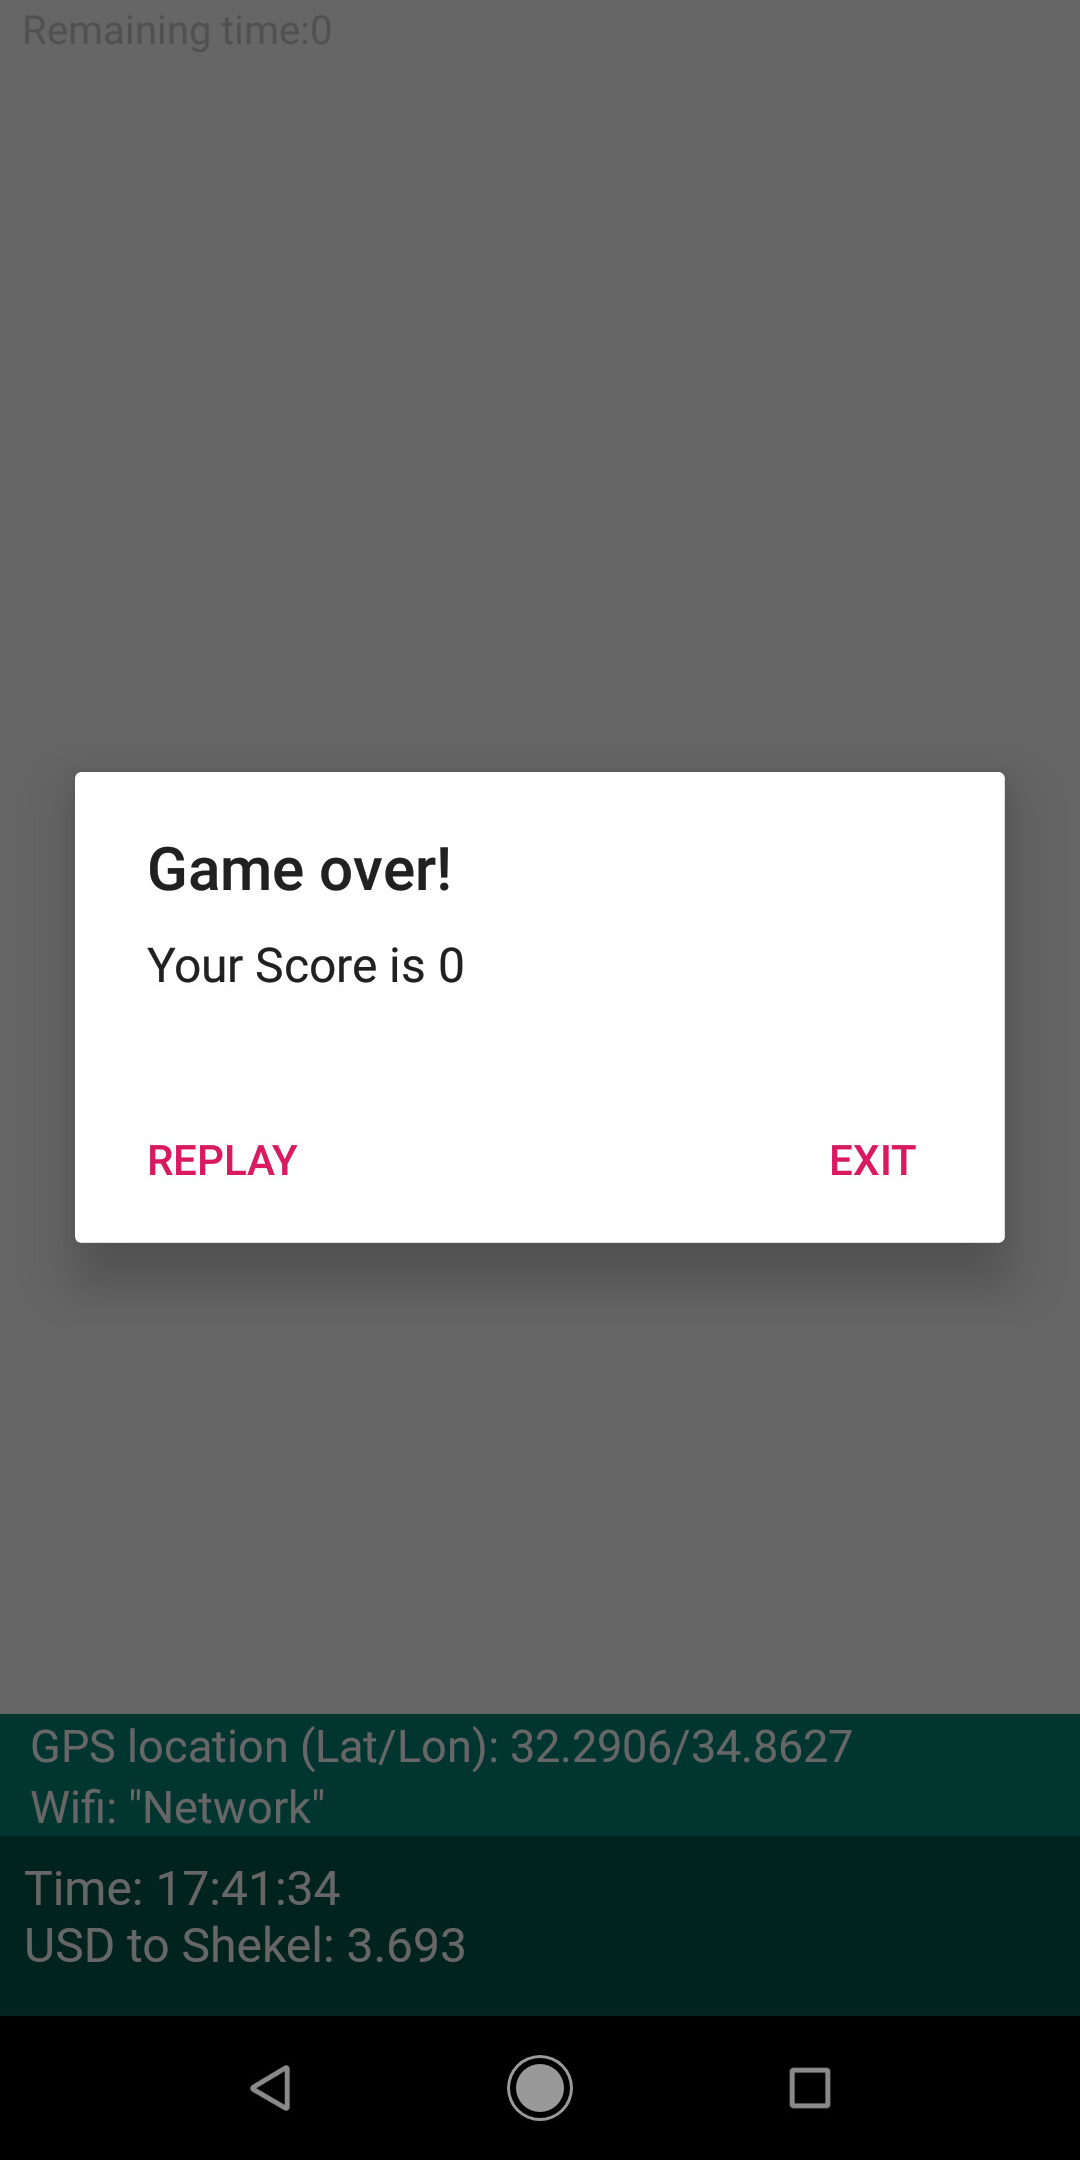 Remaining time:0
Game over!
Your Score is 0
REPLAY EXIT
GPS location (Lat/Lon): 32.2906/34.8627
Wifi: "Network"
Time: 17:41:34
USD to Shekel: 3.693